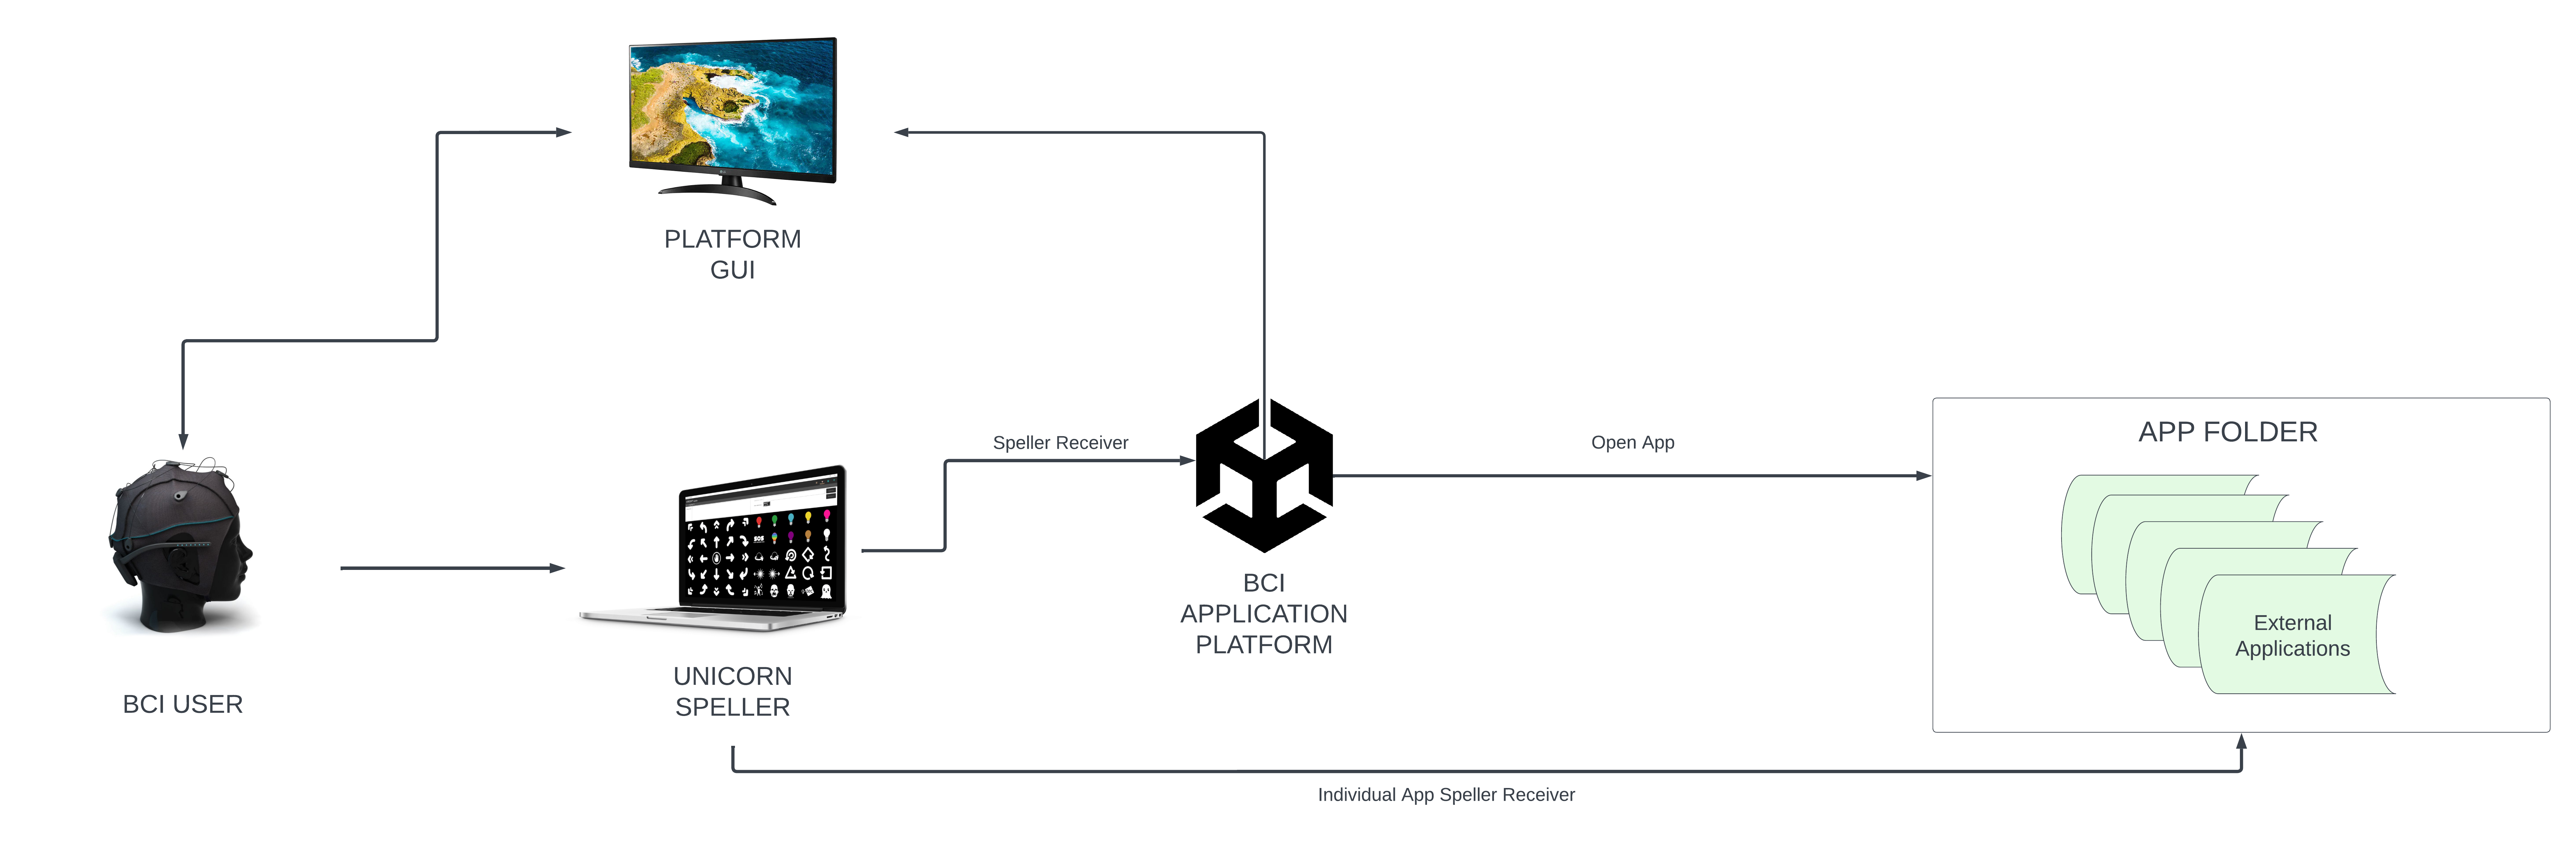 PLATFORM
GUI
Speller Receiver
Open App
APP FOLDER
External
Applications
BCI
APPLICATION
PLATFORM
UNICORN
SPELLER
BCI USER
Individual App Speller Receiver
SOS